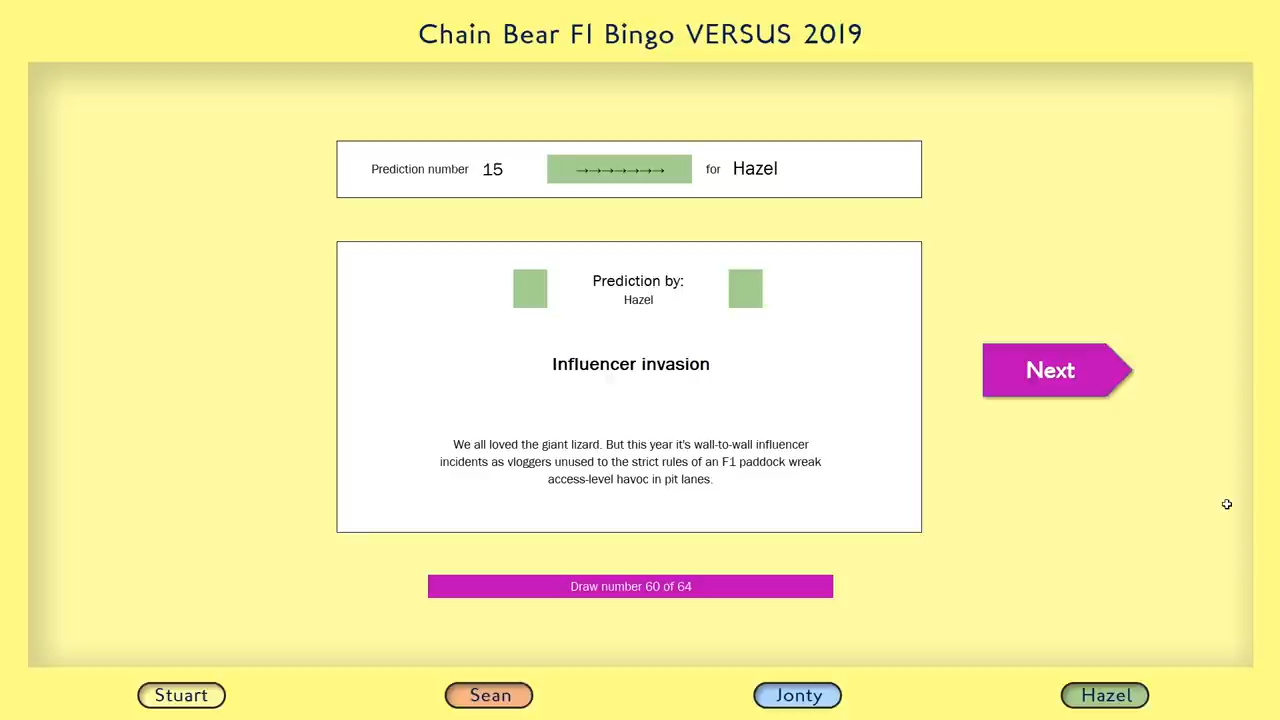 Chain Bear F1 Bingo VERSUS 2019
Prediction number 15 →→→→→→→ for Hazel
Prediction by:
Hazel
Influencer invasion
We all loved the giant lizard. But this year it's wall-to-wall influencer
incidents as vloggers unused to the strict rules of an F1 paddock wreak
access-level havoc in pit lanes.
Next
Draw number 60 of 64
Stuart Sean Jonty Hazel